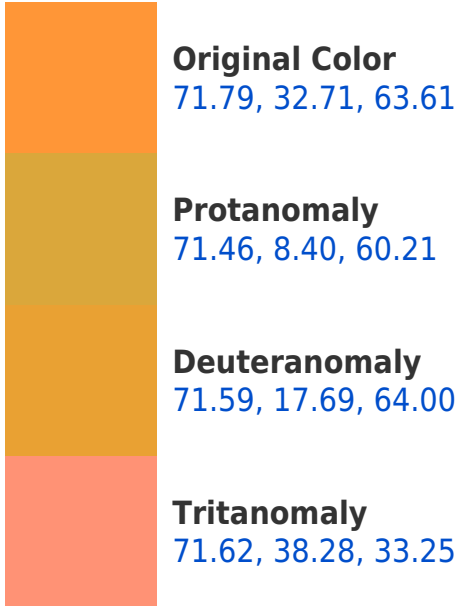 Original Color
71.79, 32.71, 63.61
Protanomaly
71.46, 8.40, 60.21
Deuteranomaly
71.59, 17.69, 64.00
Tritanomaly
71.62, 38.28, 33.25